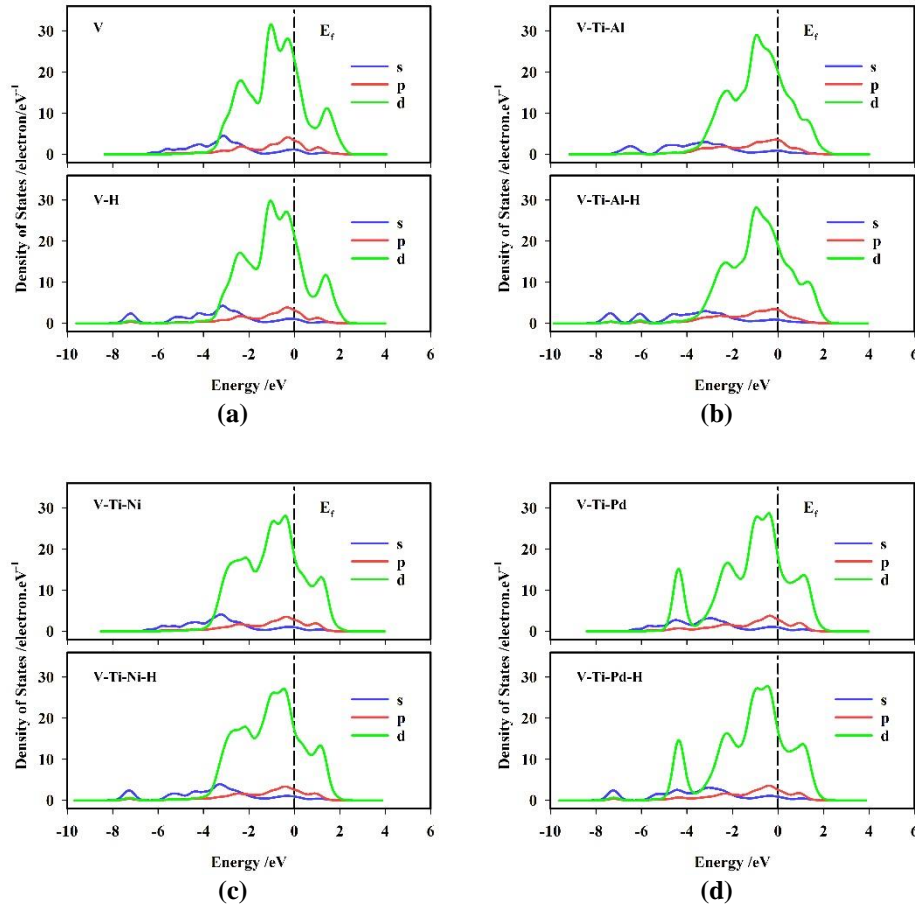 V
E_f
s
p
d
30
20
10
0
V-H
s
p
d
30
20
10
0
Density of States /electron/eV⁻¹
-10 -8 -6 -4 -2 0 2 4 6
Energy /eV
(a)
V-Ti-Al
E_f
s
p
d
30
20
10
0
V-Ti-Al-H
s
p
d
30
20
10
0
Density of States /electron.eV⁻¹
-10 -8 -6 -4 -2 0 2 4 6
Energy /eV
(b)
V-Ti-Ni
E_f
s
p
d
30
20
10
0
V-Ti-Ni-H
s
p
d
30
20
10
0
Density of States /electron.eV⁻¹
-10 -8 -6 -4 -2 0 2 4 6
Energy /eV
(c)
V-Ti-Pd
E_f
s
p
d
30
20
10
0
V-Ti-Pd-H
s
p
d
30
20
10
0
Density of States /electron.eV⁻¹
-10 -8 -6 -4 -2 0 2 4 6
Energy /eV
(d)